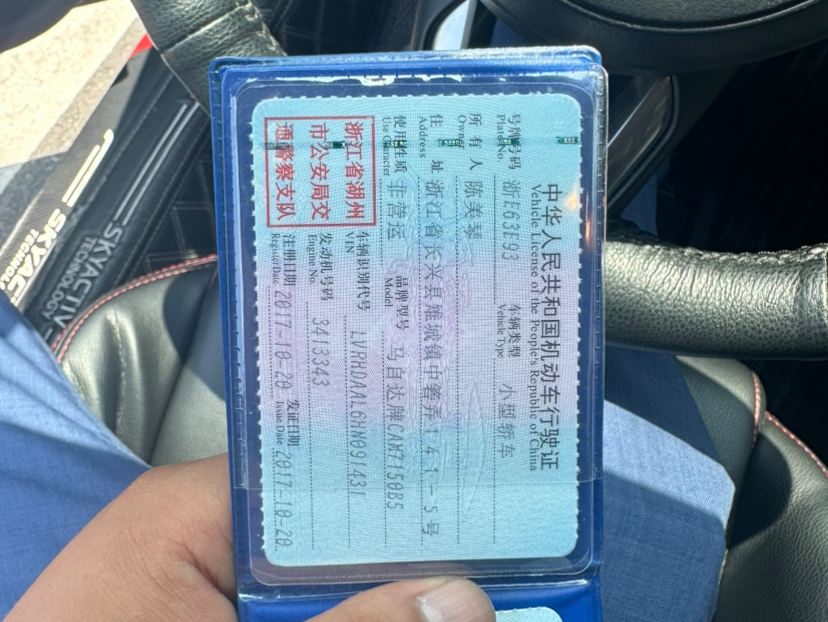 中华人民共和国机动车行驶证
Vehicle License of the People's Republic of China
号牌号码 浙E63E93 车辆类型 小型轿车
Plate No. Vehicle Type
所有人 陈美琴
Owner
住址 浙江省长兴县雉城镇中等弄141-5号
Address
使用性质 非营运 品牌型号 马自达牌CAM7150B5
Use Character Model
浙江省湖州
市公安局交
通警察支队
车辆识别代号 LVRHDAAL6HN091431
VIN
发动机号码 3413343
Engine No.
注册日期 2017-10-20 发证日期 2017-10-20
Register Date Issue Date
SKYACTIV
TECHNOLOGY
SKYAC
TECHNOL